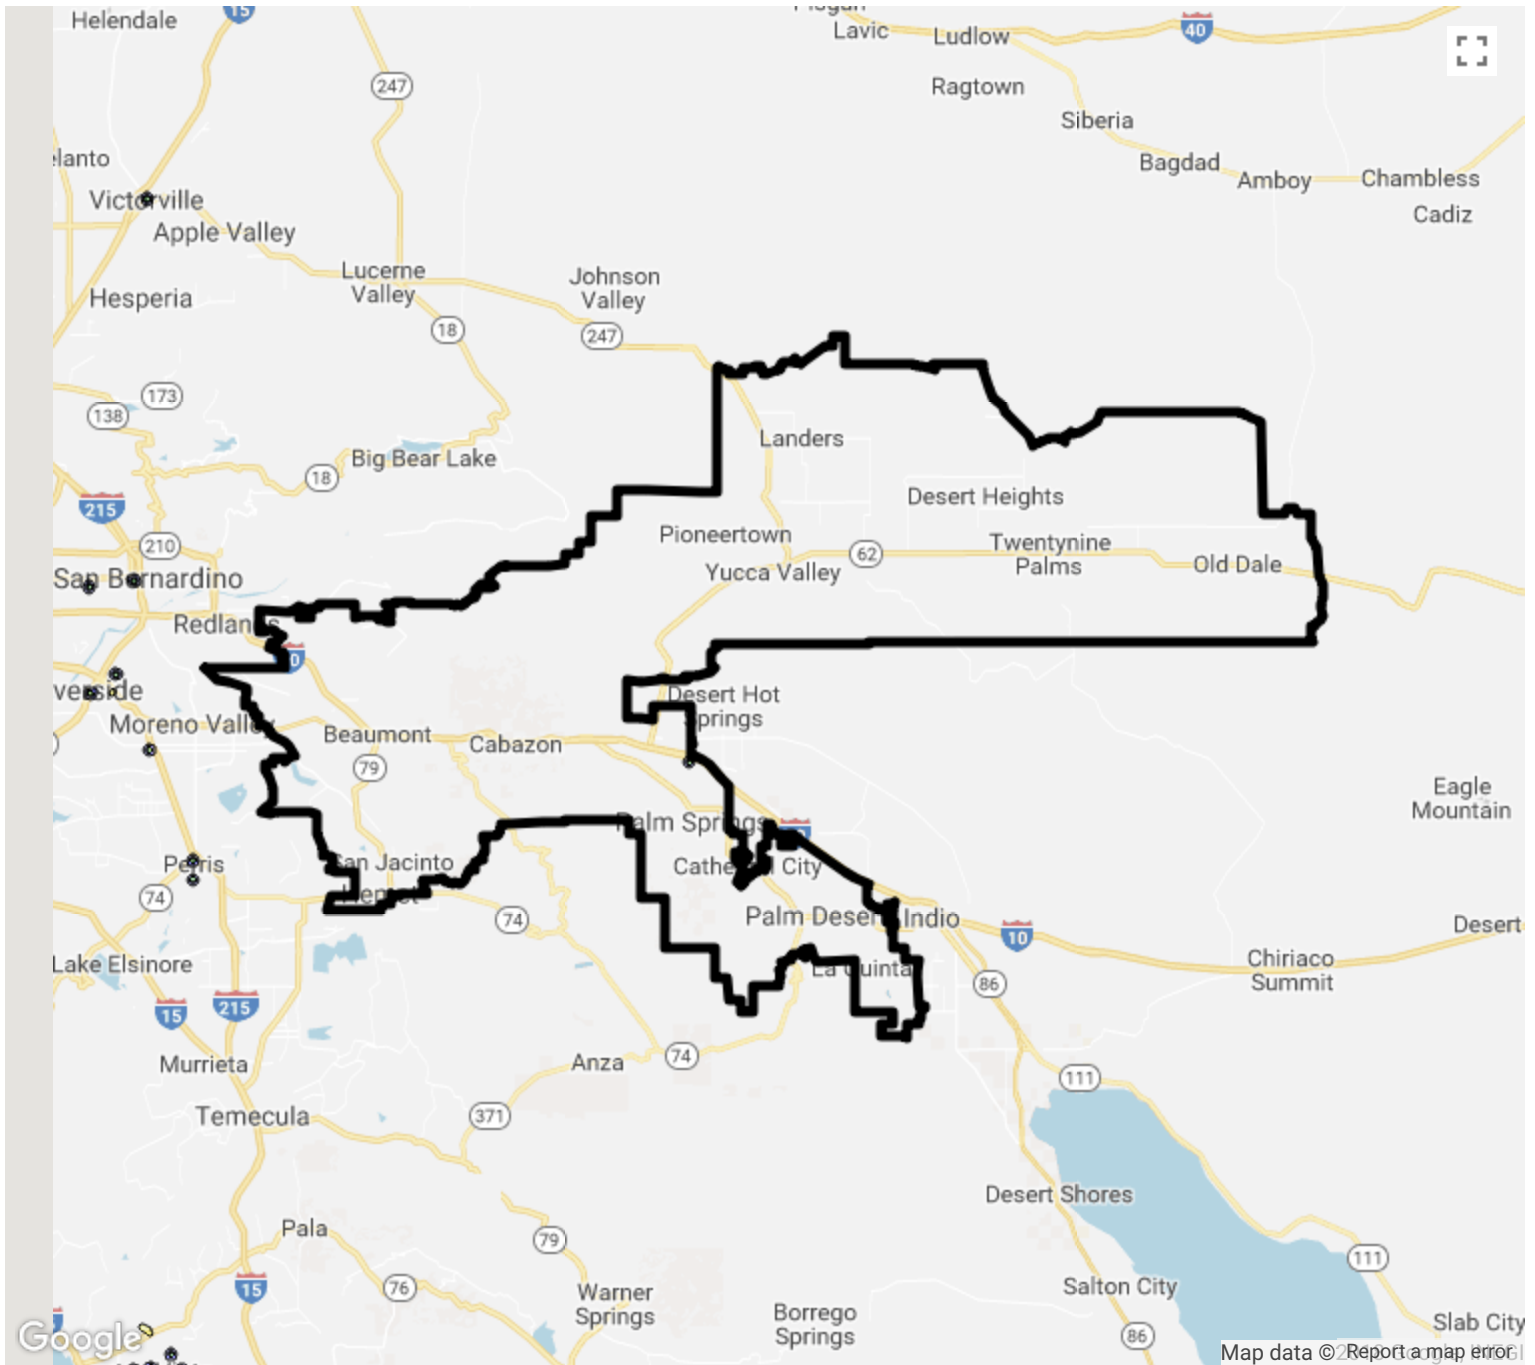 Helendale
15
Lavic
Ludlow
40
247
Ragtown
Siberia
elanto
Bagdad
Amboy
Chambless
Victorville
Cadiz
Apple Valley
Lucerne
Valley
Johnson
Valley
Hesperia
18
247
173
138
Landers
Big Bear Lake
18
Desert Heights
215
Pioneertown
210
62
Twentynine
Palms
Old Dale
San Bernardino
Yucca Valley
Redlands
verside
Desert Hot
Springs
Moreno Valley
Beaumont
Cabazon
79
Eagle
Mountain
Palm Springs
Perris
San Jacinto
Cathedral City
74
Hemet
74
Palm Desert
Indio
10
Desert
Lake Elsinore
La Quinta
Chiriaco
Summit
86
215
15
Murrieta
Anza
74
111
Temecula
371
Desert Shores
Pala
79
111
15
76
Warner
Springs
Salton City
Borrego
Springs
Slab City
86
Google
Map data ©
Report a map error